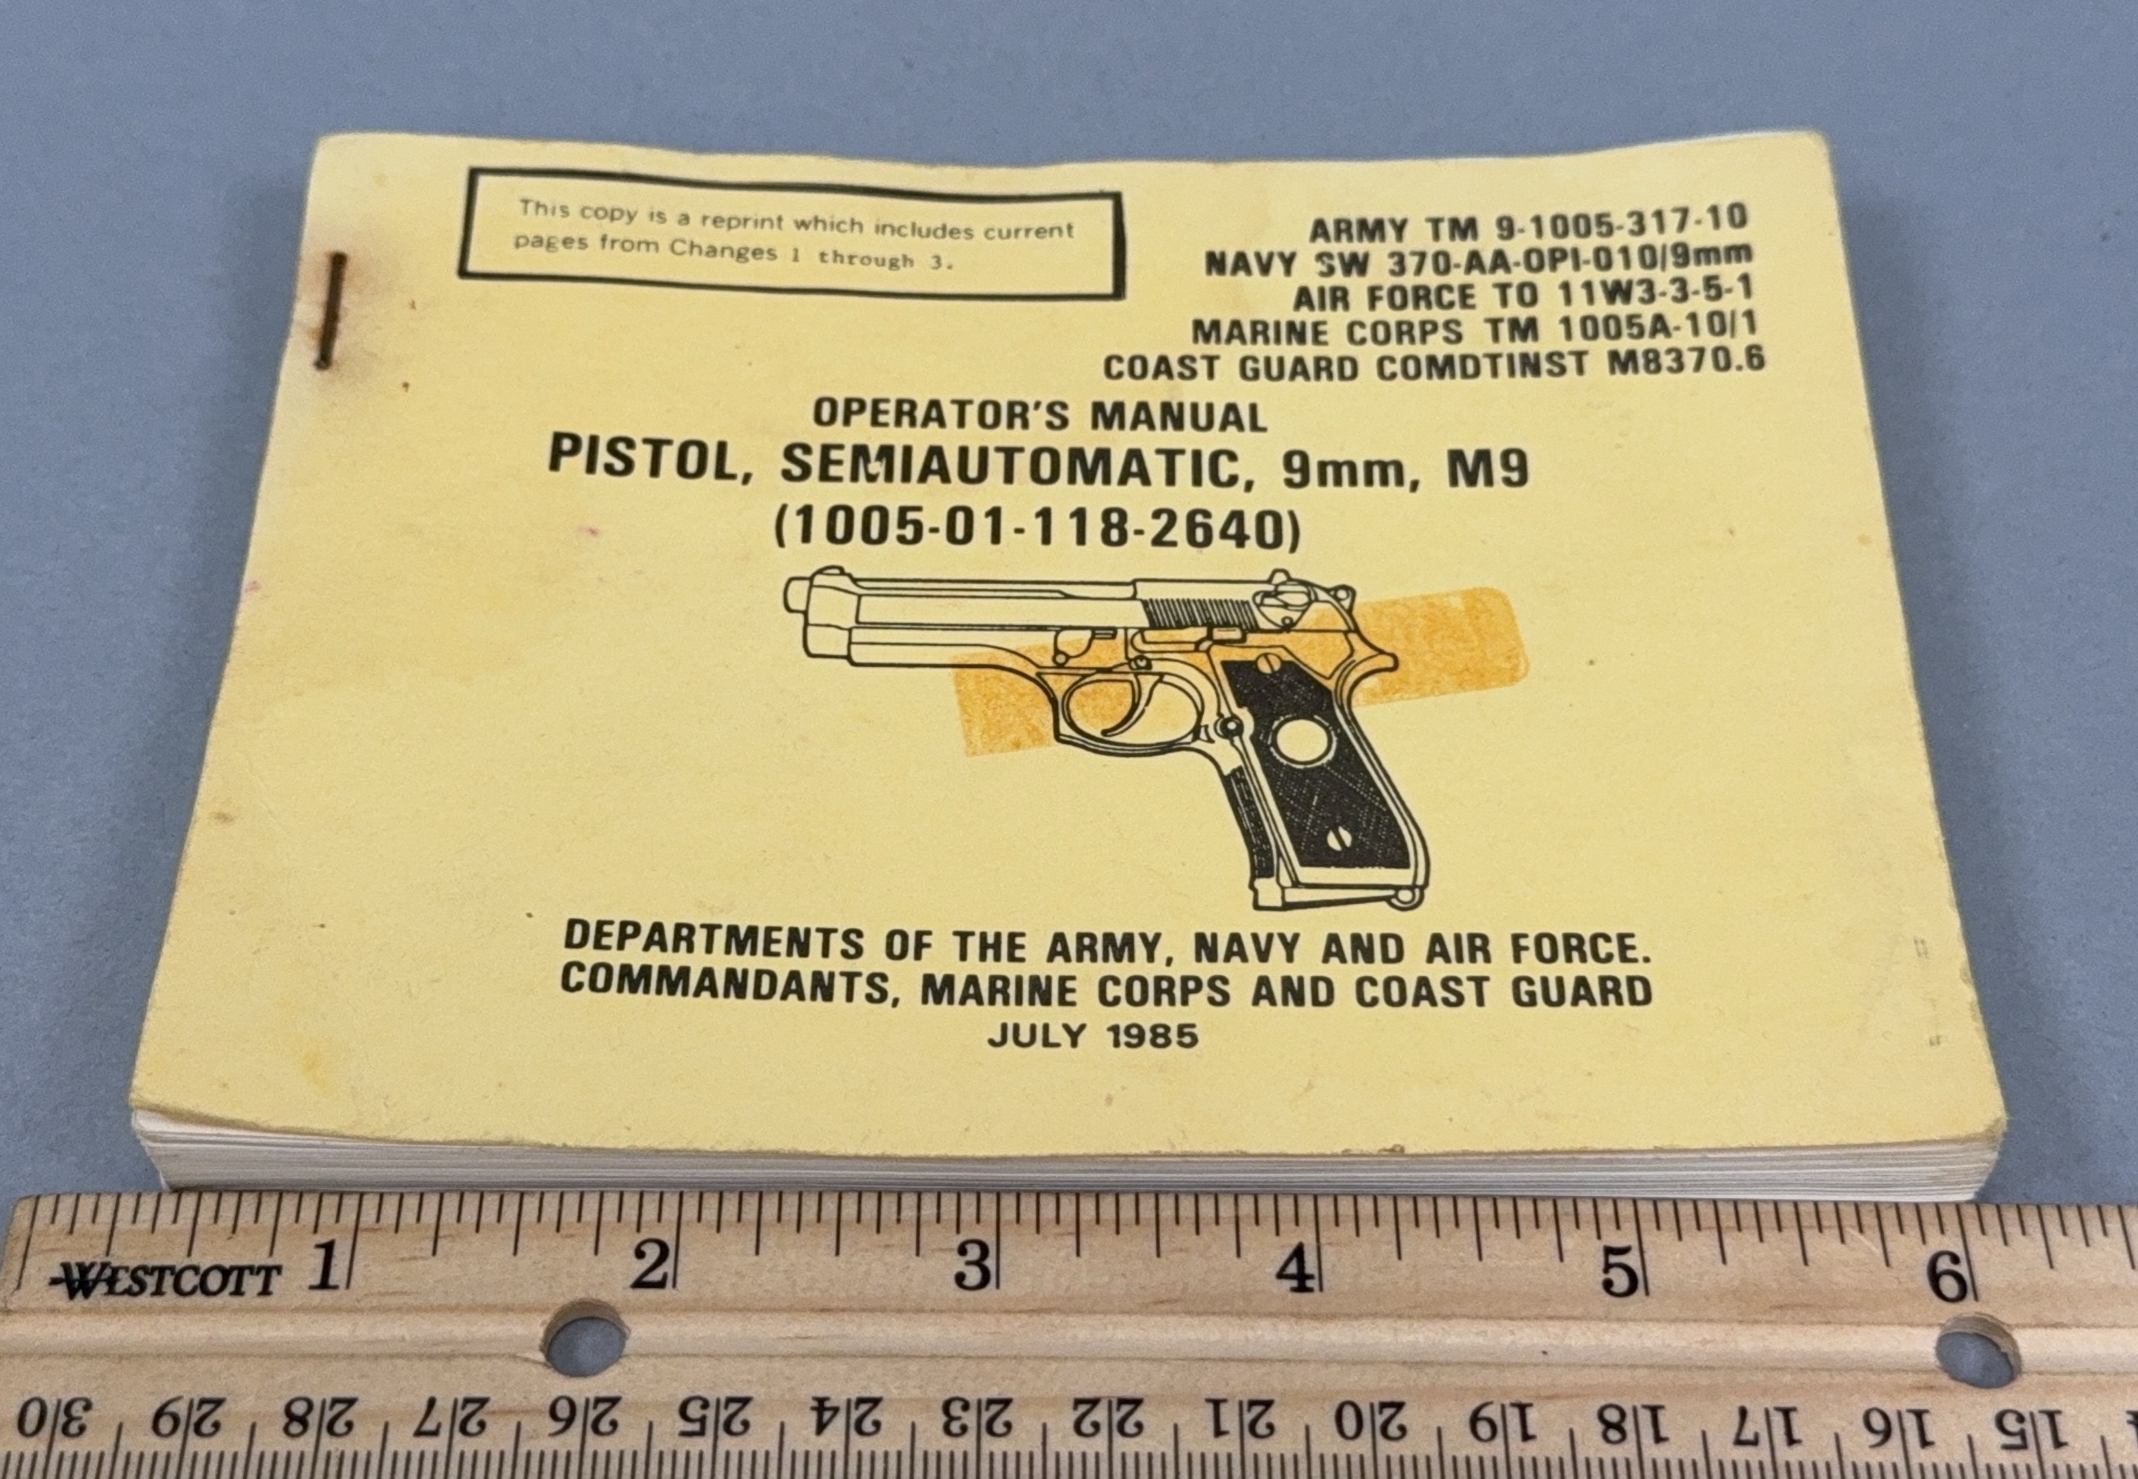 This copy is a reprint which includes current
pages from Changes 1 through 3.
ARMY TM 9-1005-317-10
NAVY SW 370-AA-OPI-010/9mm
AIR FORCE TO 11W3-3-5-1
MARINE CORPS TM 1005A-10/1
COAST GUARD COMDTINST M8370.6
OPERATOR'S MANUAL
PISTOL, SEMIAUTOMATIC, 9mm, M9
(1005-01-118-2640)
DEPARTMENTS OF THE ARMY, NAVY AND AIR FORCE.
COMMANDANTS, MARINE CORPS AND COAST GUARD
JULY 1985
WESTCOTT 1 2 3 4 5 6
30 29 28 27 26 25 24 23 22 21 20 19 18 17 16 15